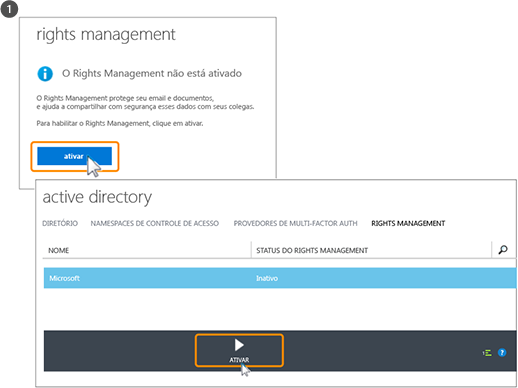 1
rights management
O Rights Management não está ativado
O Rights Management protege seu email e documentos,
e ajuda a compartilhar com segurança esses dados com seus colegas.
Para habilitar o Rights Management, clique em ativar.
ativar
active directory
DIRETÓRIO NAMESPACES DE CONTROLE DE ACESSO PROVEDORES DE MULTI-FACTOR AUTH RIGHTS MANAGEMENT
NOME STATUS DO RIGHTS MANAGEMENT
Microsoft Inativo
ATIVAR